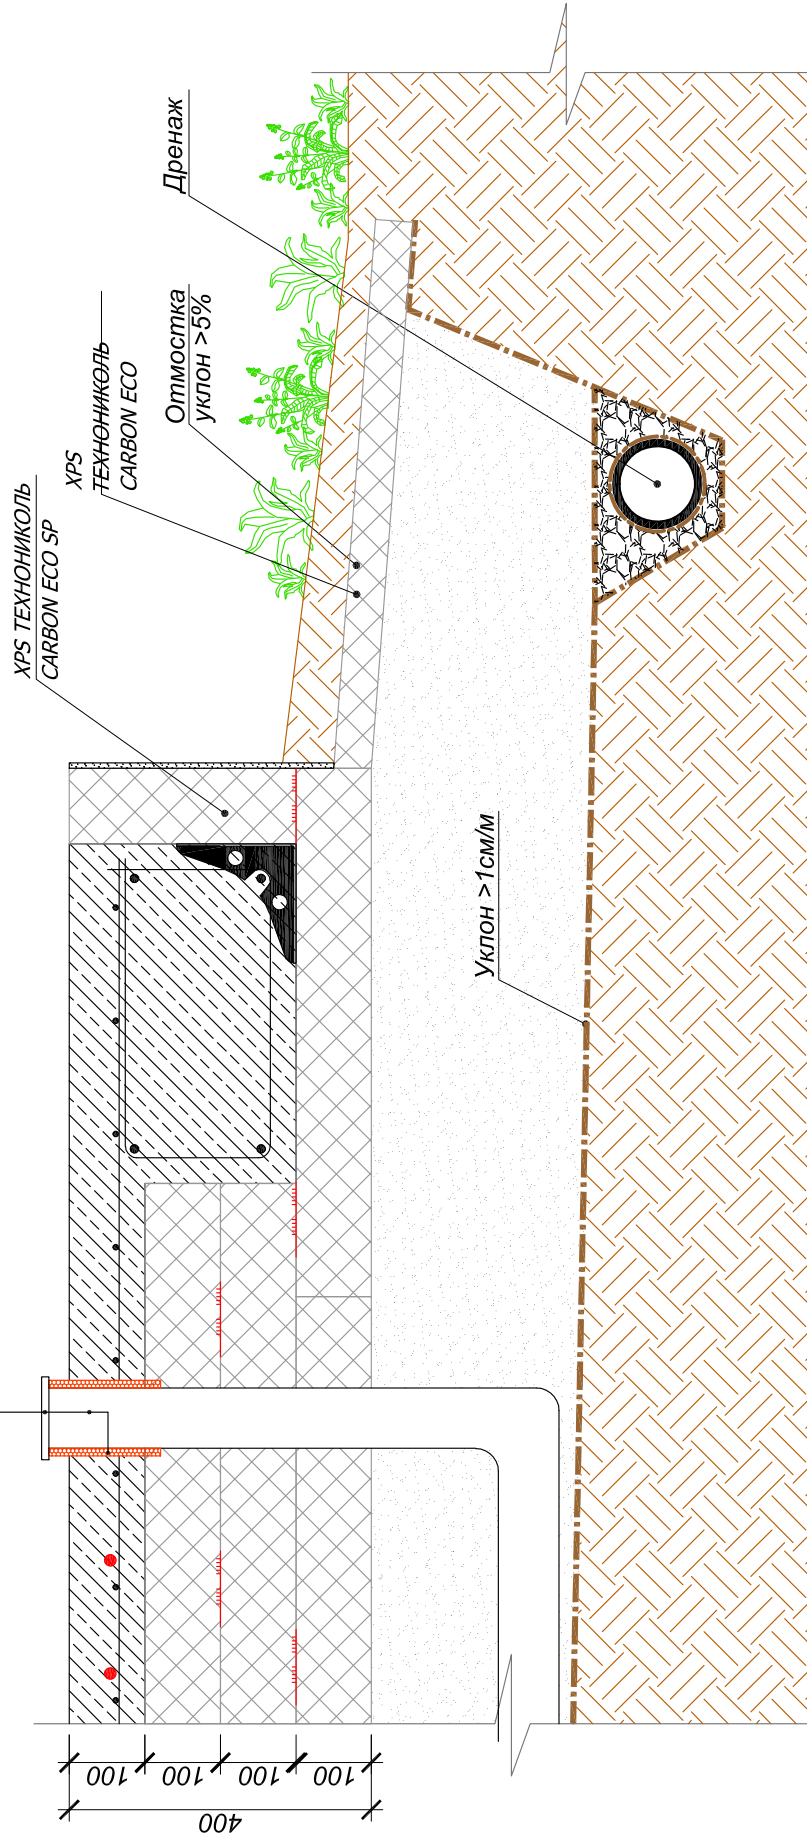 XPS ТЕХНОНИКОЛЬ
CARBON ECO SP
XPS
ТЕХНОНИКОЛЬ
CARBON ECO
Отмостка
уклон >5%
Дренаж
Уклон >1см/м
100
100
100
100
400